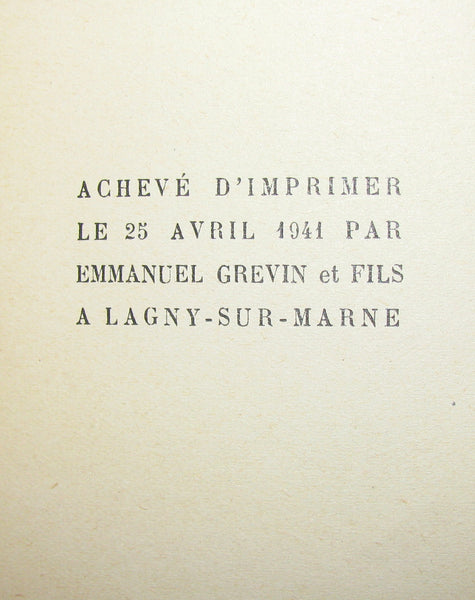 ACHEVÉ D'IMPRIMER
LE 25 AVRIL 1941 PAR
EMMANUEL GREVIN et FILS
A LAGNY-SUR-MARNE